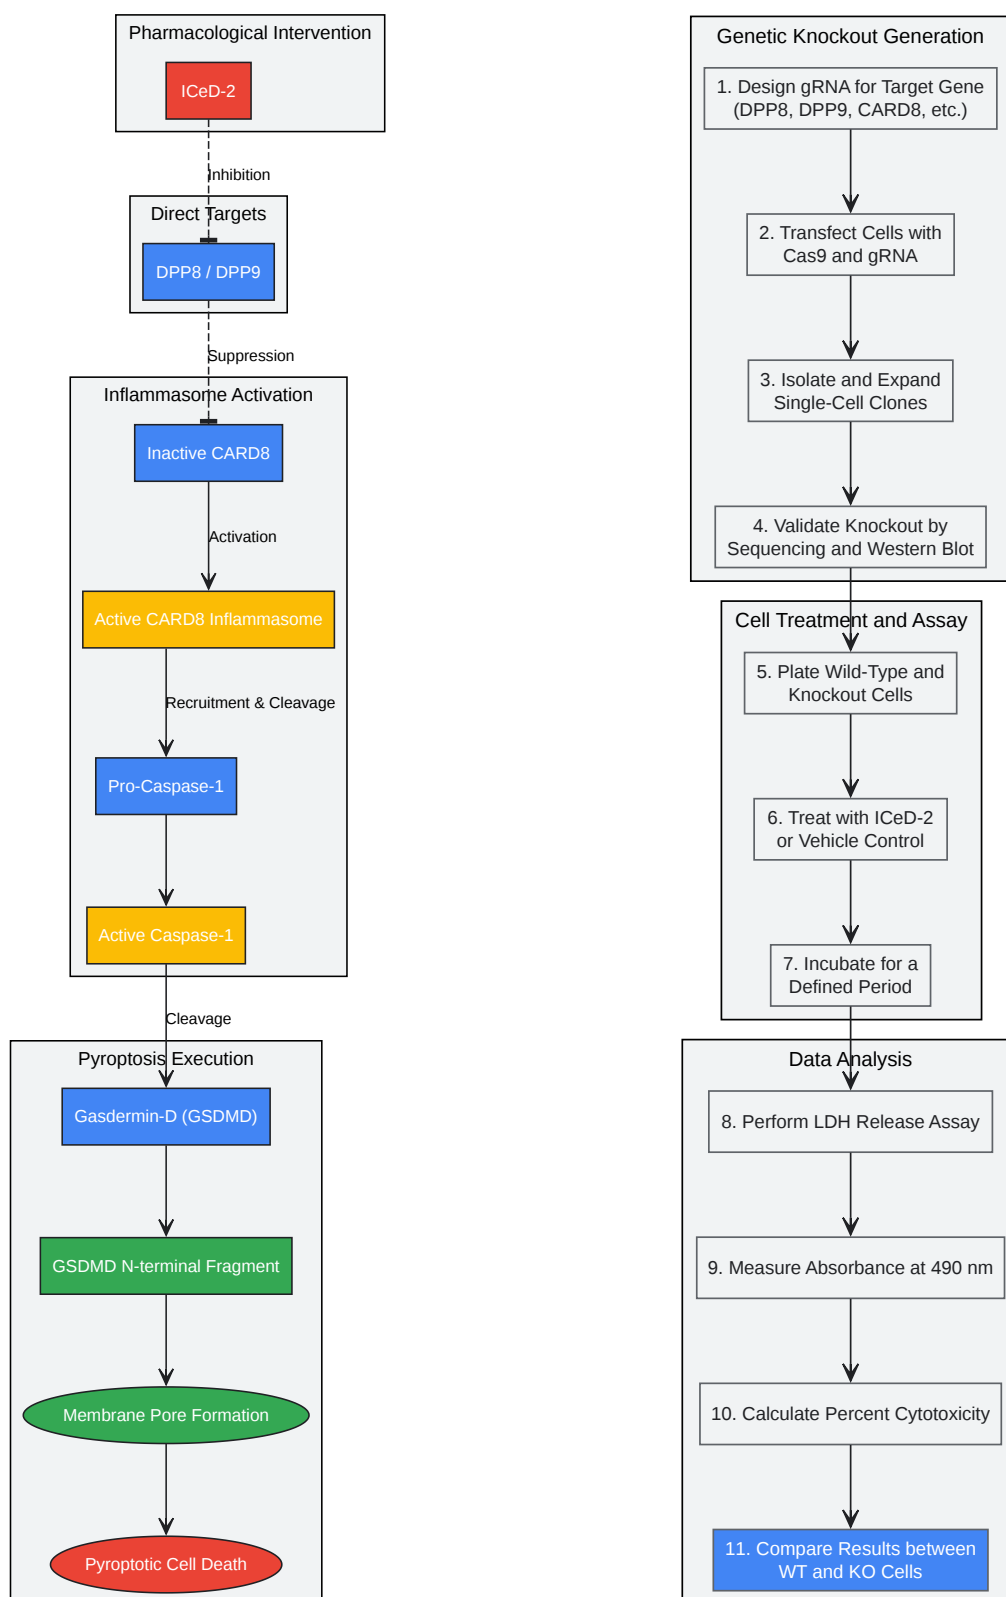 Pharmacological Intervention
ICeD-2
Inhibition
Direct Targets
DPP8 / DPP9
Suppression
Inflammasome Activation
Inactive CARD8
Activation
Active CARD8 Inflammasome
Recruitment & Cleavage
Pro-Caspase-1
Active Caspase-1
Cleavage
Pyroptosis Execution
Gasdermin-D (GSDMD)
GSDMD N-terminal Fragment
Membrane Pore Formation
Pyroptotic Cell Death
Genetic Knockout Generation
1. Design gRNA for Target Gene
(DPP8, DPP9, CARD8, etc.)
2. Transfect Cells with
Cas9 and gRNA
3. Isolate and Expand
Single-Cell Clones
4. Validate Knockout by
Sequencing and Western Blot
Cell Treatment and Assay
5. Plate Wild-Type and
Knockout Cells
6. Treat with ICeD-2
or Vehicle Control
7. Incubate for a
Defined Period
Data Analysis
8. Perform LDH Release Assay
9. Measure Absorbance at 490 nm
10. Calculate Percent Cytotoxicity
11. Compare Results between
WT and KO Cells